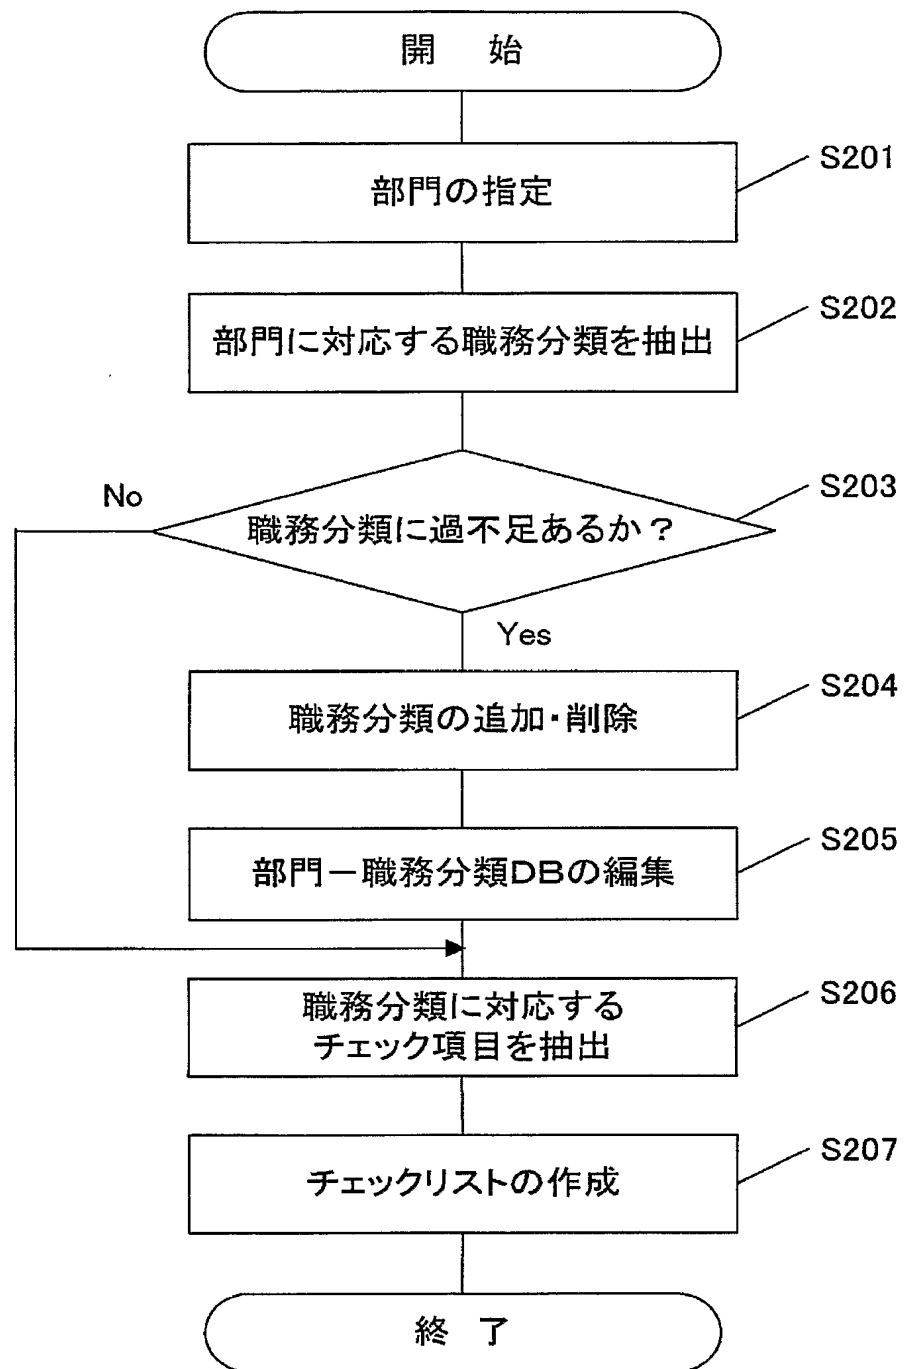 開 始
部門の指定
S201
部門に対応する職務分類を抽出
S202
職務分類に過不足あるか？
S203
No
Yes
職務分類の追加・削除
S204
部門－職務分類DBの編集
S205
職務分類に対応する
チェック項目を抽出
S206
チェックリストの作成
S207
終 了